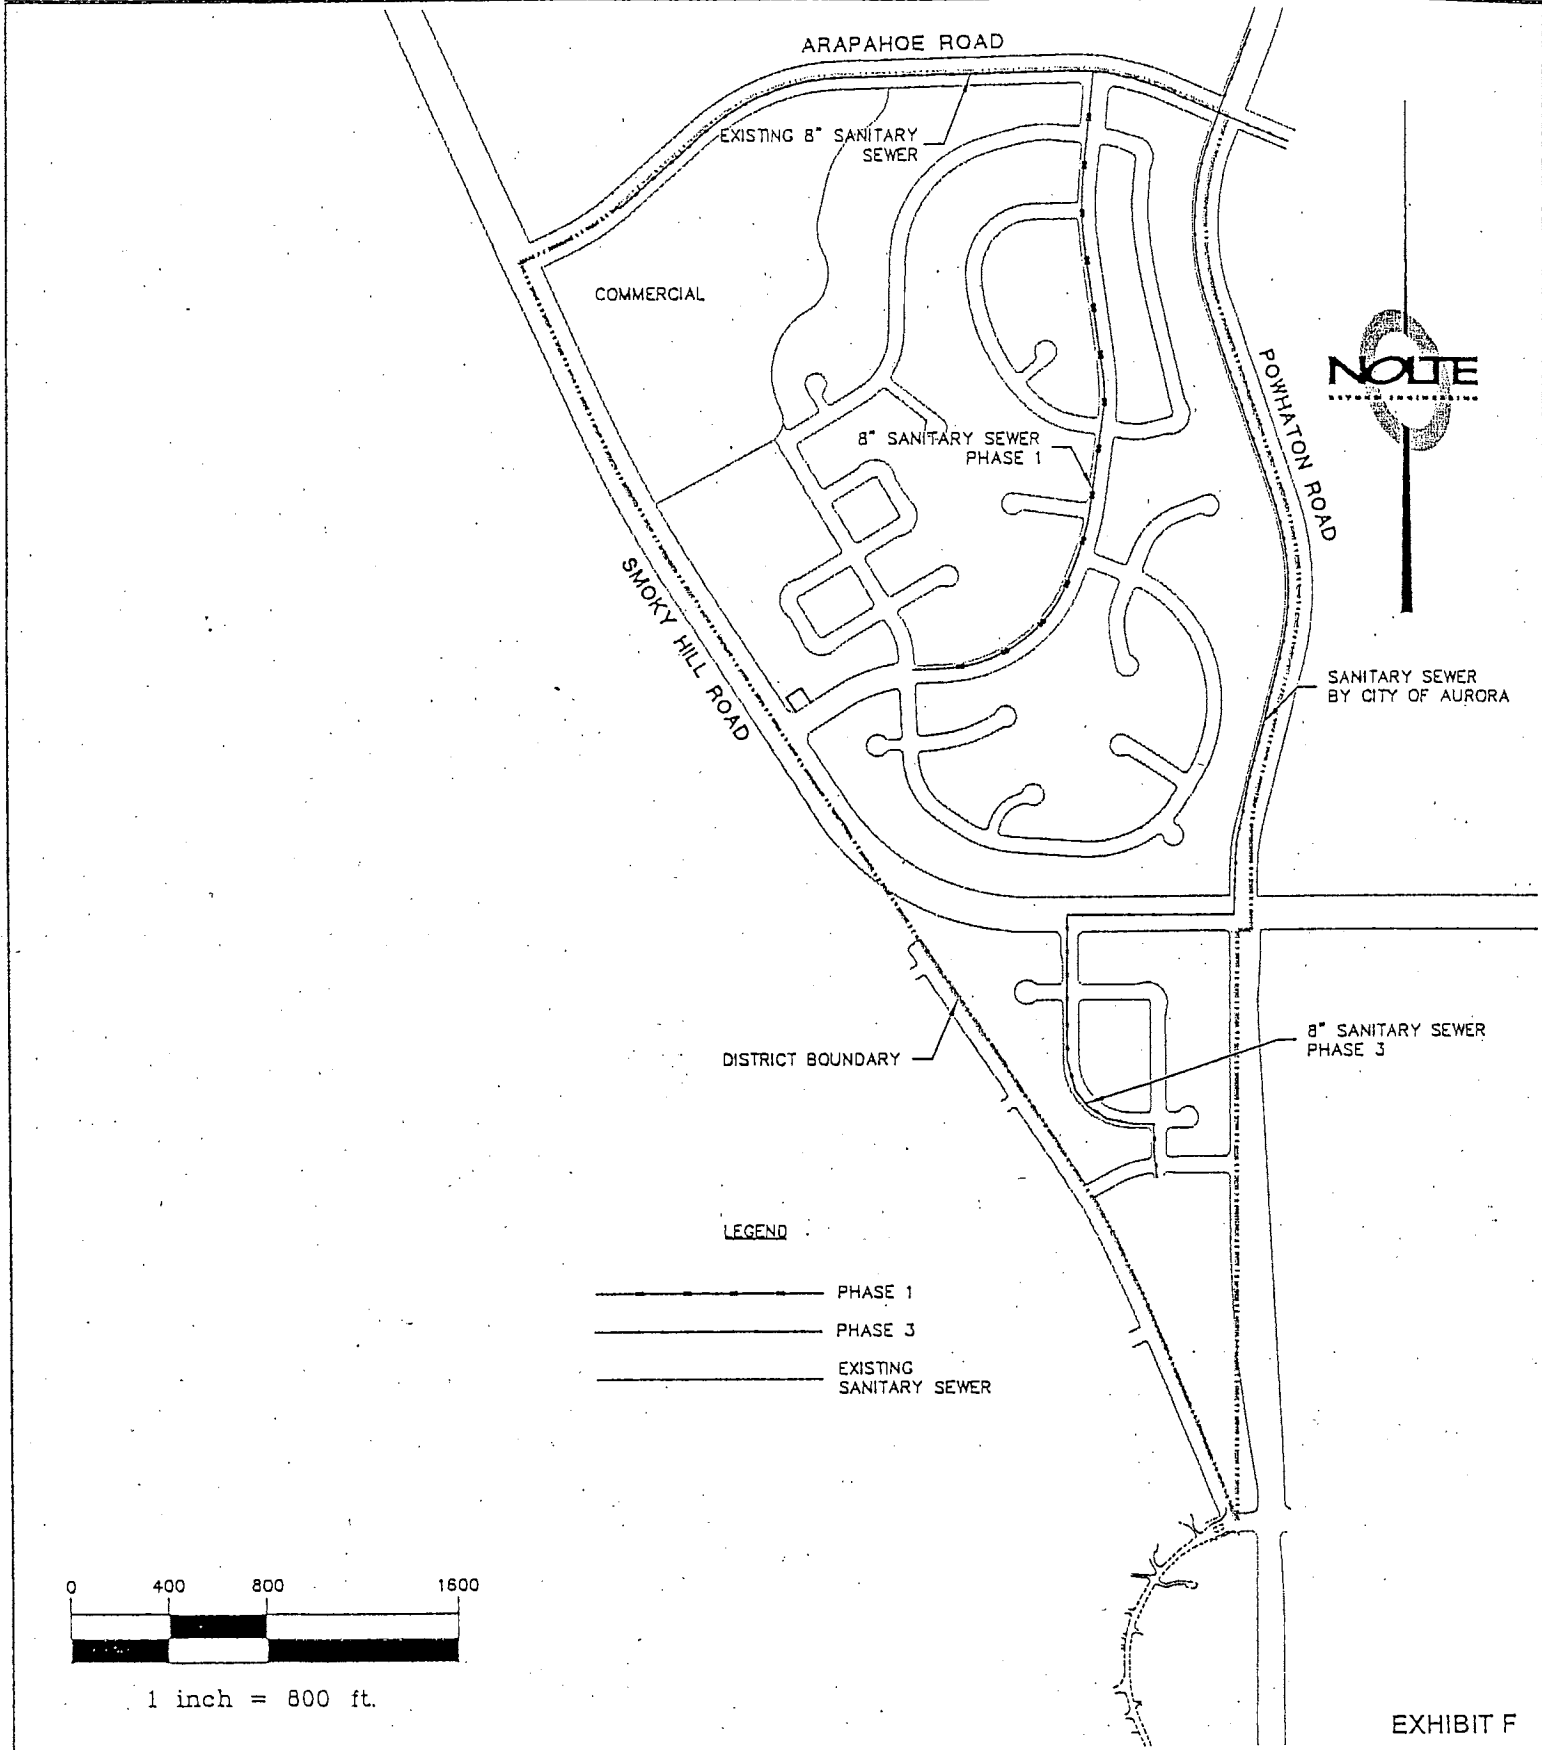 ARAPAHOE ROAD
EXISTING 8" SANITARY
SEWER
COMMERCIAL
POWHATON ROAD
NOLTE
BEYOND ENGINEERING
8" SANITARY SEWER
PHASE 1
SMOKY HILL ROAD
SANITARY SEWER
BY CITY OF AURORA
DISTRICT BOUNDARY
8" SANITARY SEWER
PHASE 3
LEGEND
PHASE 1
PHASE 3
EXISTING
SANITARY SEWER
0 400 800 1600
1 inch = 800 ft.
EXHIBIT F